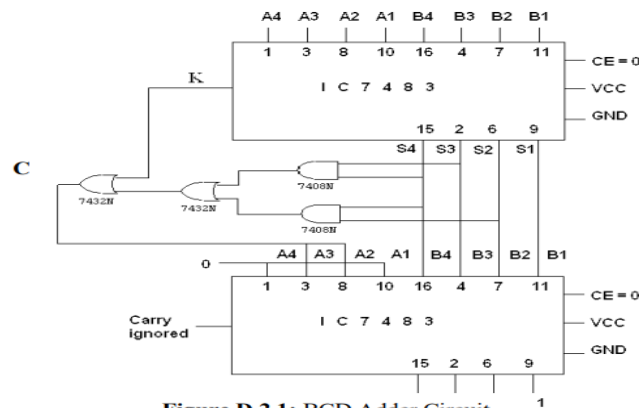 A4 A3 A2 A1 B4 B3 B2 B1
1 3 8 10 16 4 7 11
CE = 0
K
I C 7 4 8 3
VCC
GND
15 2 6 9
S4 S3 S2 S1
C
7408N
7432N 7432N
7408N
0 A4 A3 A2 A1 B4 B3 B2 B1
1 3 8 10 16 4 7 11
CE = 0
Carry
ignored
I C 7 4 8 3
VCC
GND
15 2 6 9
1
BCD Adder Circuit